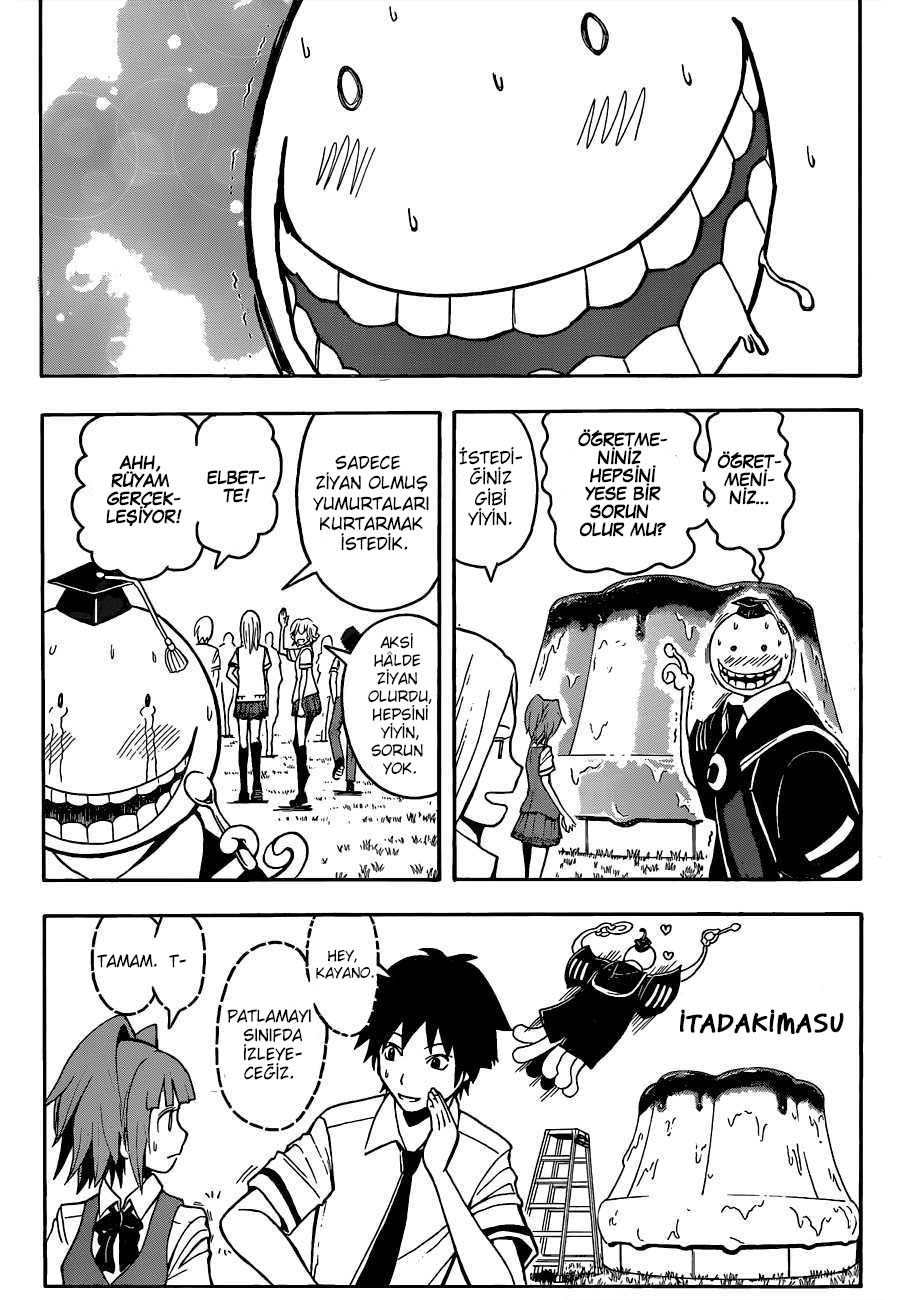 ÖĞRET-
MENİ-
NİZ...
ÖĞRETME-
NİNİZ
HEPSİNİ
YESE BİR
SORUN
OLUR MU?
İSTEDİ-
ĞİNİZ
GİBİ
YİYİN.
SADECE
ZİYAN OLMUŞ
YUMURTALARI
KURTARMAK
İSTEDİK.
AKSİ
HÂLDE
ZİYAN
OLURDU,
HEPSİNİ
YİYİN,
SORUN
YOK.
ELBET-
TE!
AHH,
RÜYAM
GERÇEK-
LEŞİYOR!
İTADAKİMASU
HEY,
KAYANO.
PATLAMAYI
SINIFDA
İZLEYE-
CEĞİZ.
T-
TAMAM.